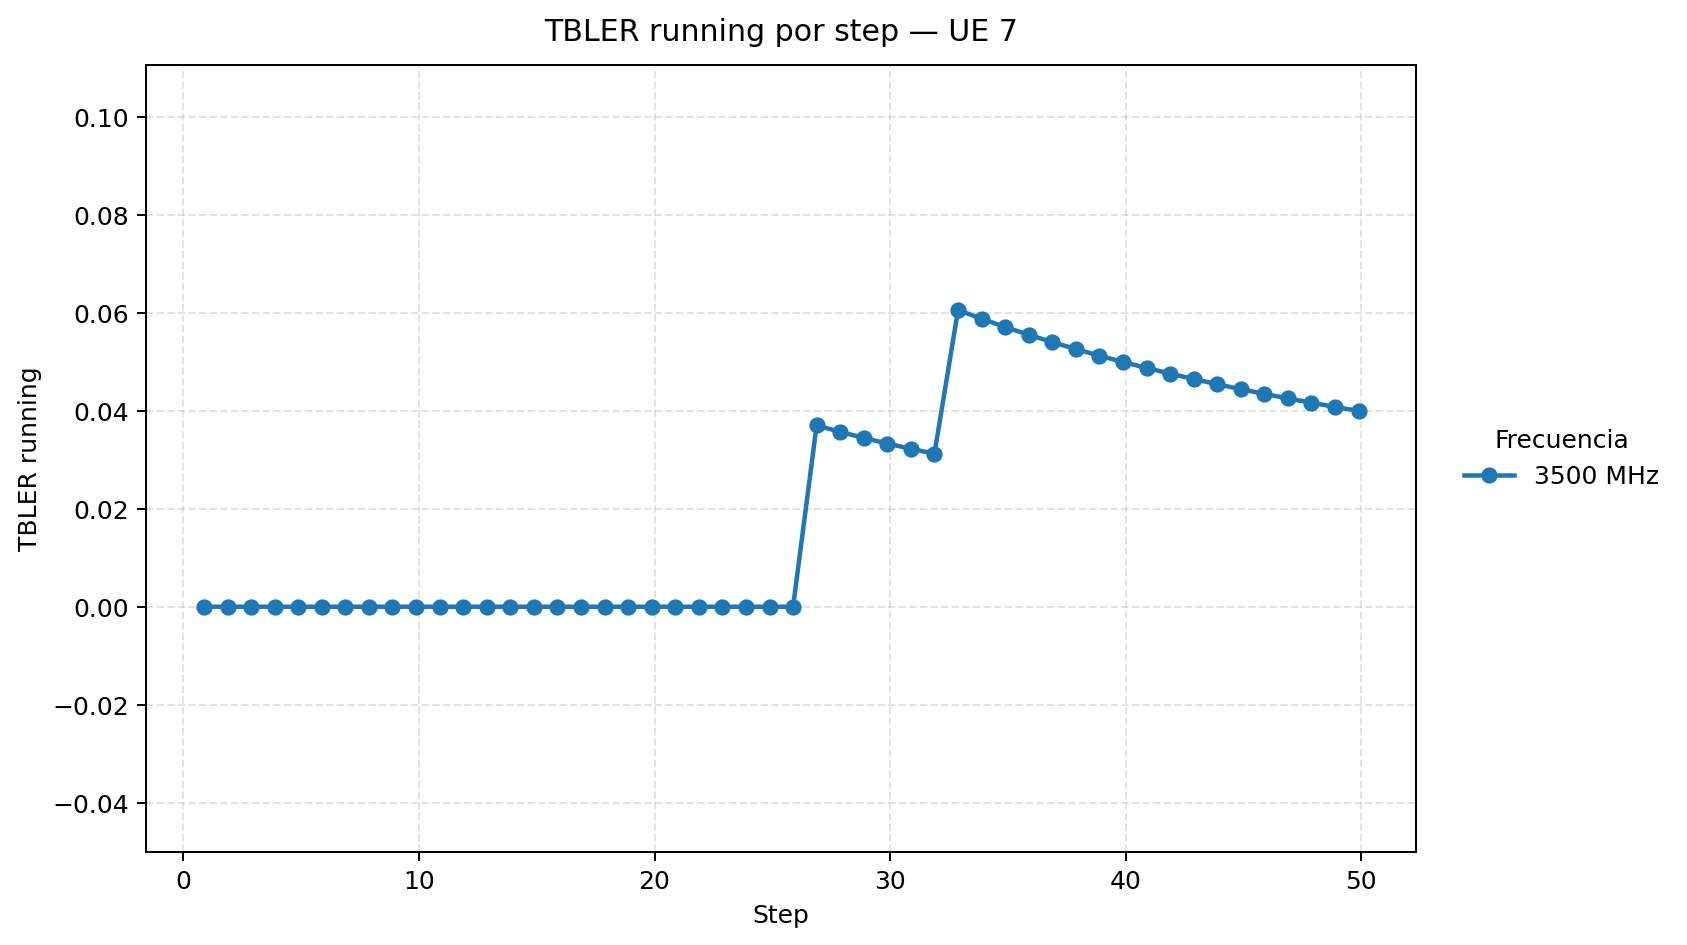 TBLER running por step — UE 7
0.10
0.08
0.06
0.04
0.02
0.00
−0.02
−0.04
TBLER running
0 10 20 30 40 50
Step
Frecuencia
3500 MHz